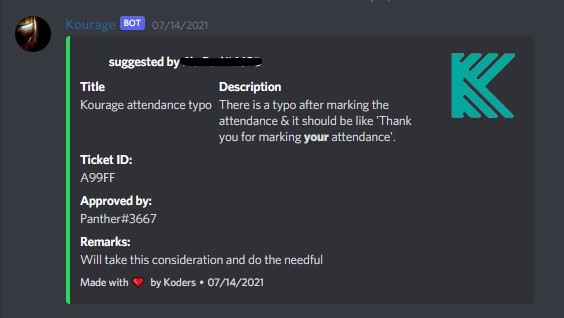 Kourage BOT 07/14/2021
suggested by
Title Description
Kourage attendance typo There is a typo after marking the
attendance & it should be like 'Thank
you for marking your attendance'.
Ticket ID:
A99FF
Approved by:
Panther#3667
Remarks:
Will take this consideration and do the needful
Made with ❤ by Koders • 07/14/2021